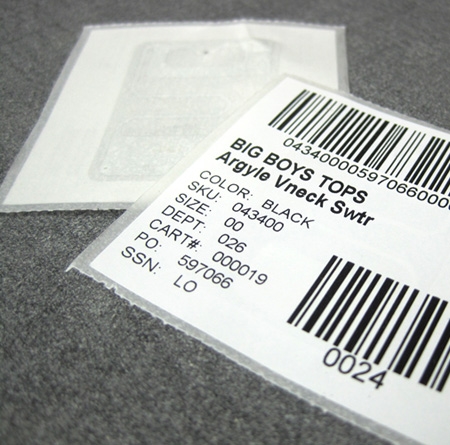 04340000597066000
BIG BOYS TOPS
Argyle Vneck Swtr
COLOR: BLACK
SKU: 043400
SIZE: 00
DEPT: 026
CART#: 000019
PO: 597066
SSN: LO
0024